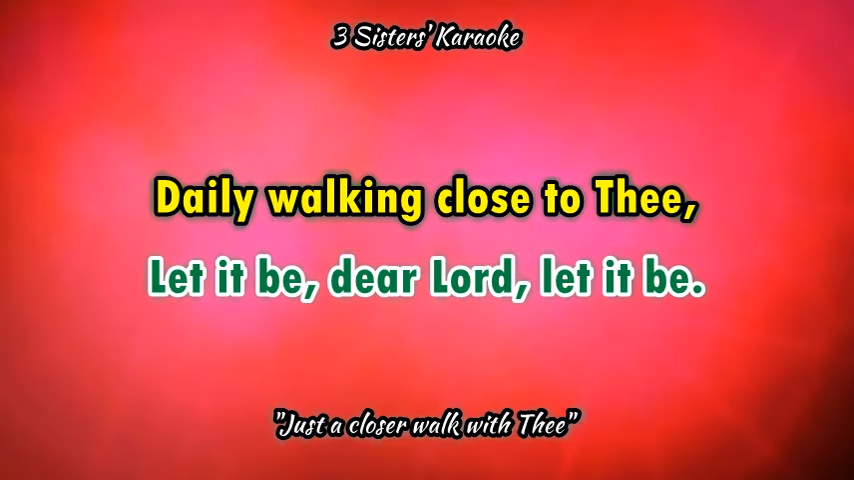 3 Sisters' Karaoke
Daily walking close to Thee,
Let it be, dear Lord, let it be.
"Just a closer walk with Thee"